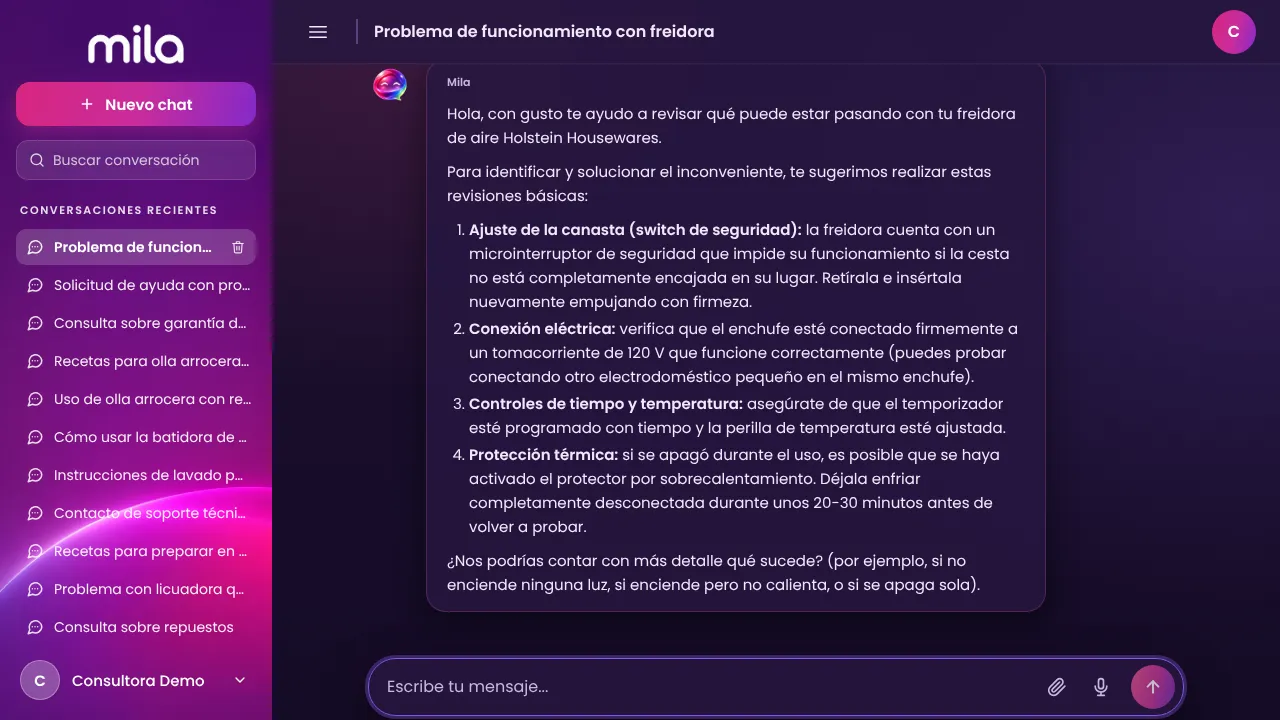 mila
Nuevo chat
Buscar conversación
CONVERSACIONES RECIENTES
Problema de funcion...
Solicitud de ayuda con pro...
Consulta sobre garantía d...
Recetas para olla arrocera...
Uso de olla arrocera con re...
Cómo usar la batidora de ...
Instrucciones de lavado p...
Contacto de soporte técni...
Recetas para preparar en ...
Problema con licuadora q...
Consulta sobre repuestos
C Consultora Demo
Problema de funcionamiento con freidora
C
Mila
Hola, con gusto te ayudo a revisar qué puede estar pasando con tu freidora
de aire Holstein Housewares.
Para identificar y solucionar el inconveniente, te sugerimos realizar estas
revisiones básicas:
1. Ajuste de la canasta (switch de seguridad): la freidora cuenta con un
microinterruptor de seguridad que impide su funcionamiento si la cesta
no está completamente encajada en su lugar. Retírala e insértala
nuevamente empujando con firmeza.
2. Conexión eléctrica: verifica que el enchufe esté conectado firmemente a
un tomacorriente de 120 V que funcione correctamente (puedes probar
conectando otro electrodoméstico pequeño en el mismo enchufe).
3. Controles de tiempo y temperatura: asegúrate de que el temporizador
esté programado con tiempo y la perilla de temperatura esté ajustada.
4. Protección térmica: si se apagó durante el uso, es posible que se haya
activado el protector por sobrecalentamiento. Déjala enfriar
completamente desconectada durante unos 20-30 minutos antes de
volver a probar.
¿Nos podrías contar con más detalle qué sucede? (por ejemplo, si no
enciende ninguna luz, si enciende pero no calienta, o si se apaga sola).
Escribe tu mensaje...